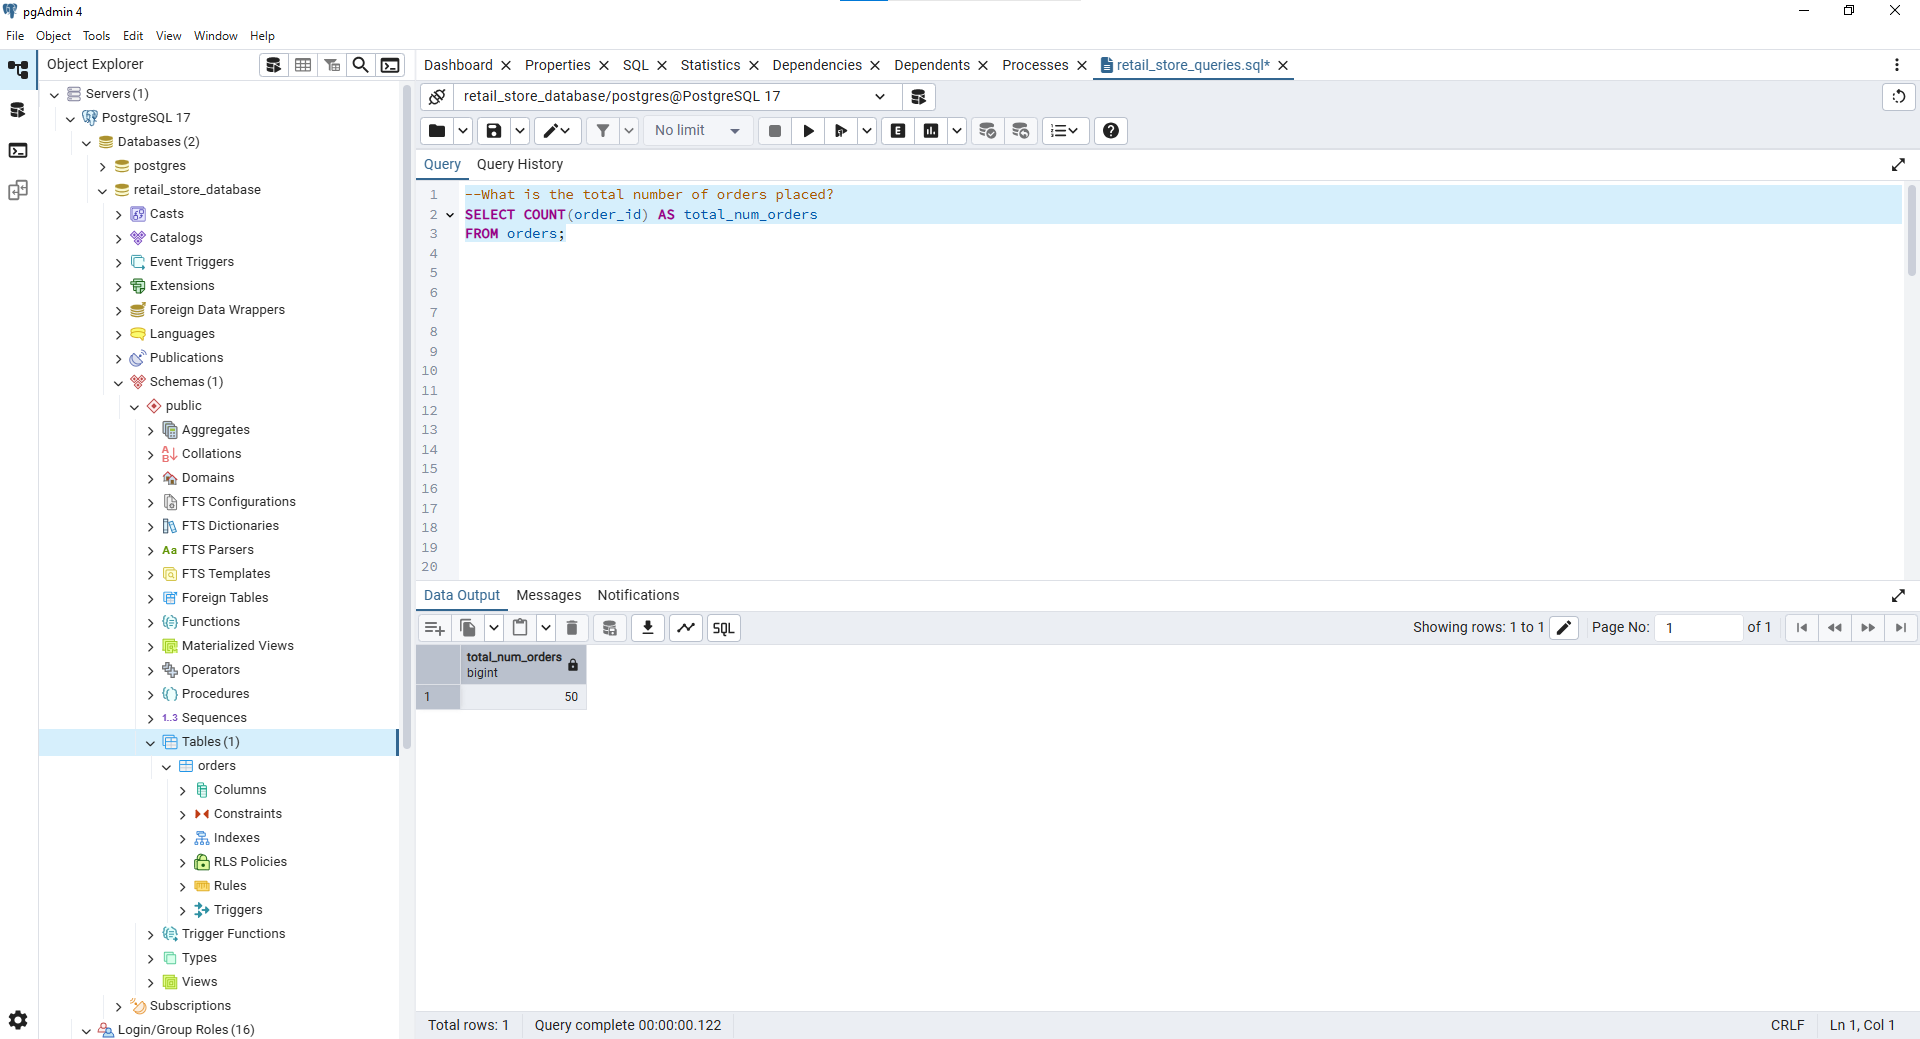 pgAdmin 4
File Object Tools Edit View Window Help
Object Explorer
Servers (1)
PostgreSQL 17
Databases (2)
postgres
retail_store_database
Casts
Catalogs
Event Triggers
Extensions
Foreign Data Wrappers
Languages
Publications
Schemas (1)
public
Aggregates
Collations
Domains
FTS Configurations
FTS Dictionaries
Aa FTS Parsers
FTS Templates
Foreign Tables
Functions
Materialized Views
Operators
Procedures
1..3 Sequences
Tables (1)
orders
Columns
Constraints
Indexes
RLS Policies
Rules
Triggers
Trigger Functions
Types
Views
Subscriptions
Login/Group Roles (16)
Dashboard Properties SQL Statistics Dependencies Dependents Processes retail_store_queries.sql*
retail_store_database/postgres@PostgreSQL 17
No limit E
Query Query History
1 --What is the total number of orders placed?
2 SELECT COUNT(order_id) AS total_num_orders
3 FROM orders;
4
5
6
7
8
9
10
11
12
13
14
15
16
17
18
19
20
Data Output Messages Notifications
SQL Showing rows: 1 to 1 Page No: 1 of 1
total_num_orders
bigint
1 50
Total rows: 1 Query complete 00:00:00.122 CRLF Ln 1, Col 1